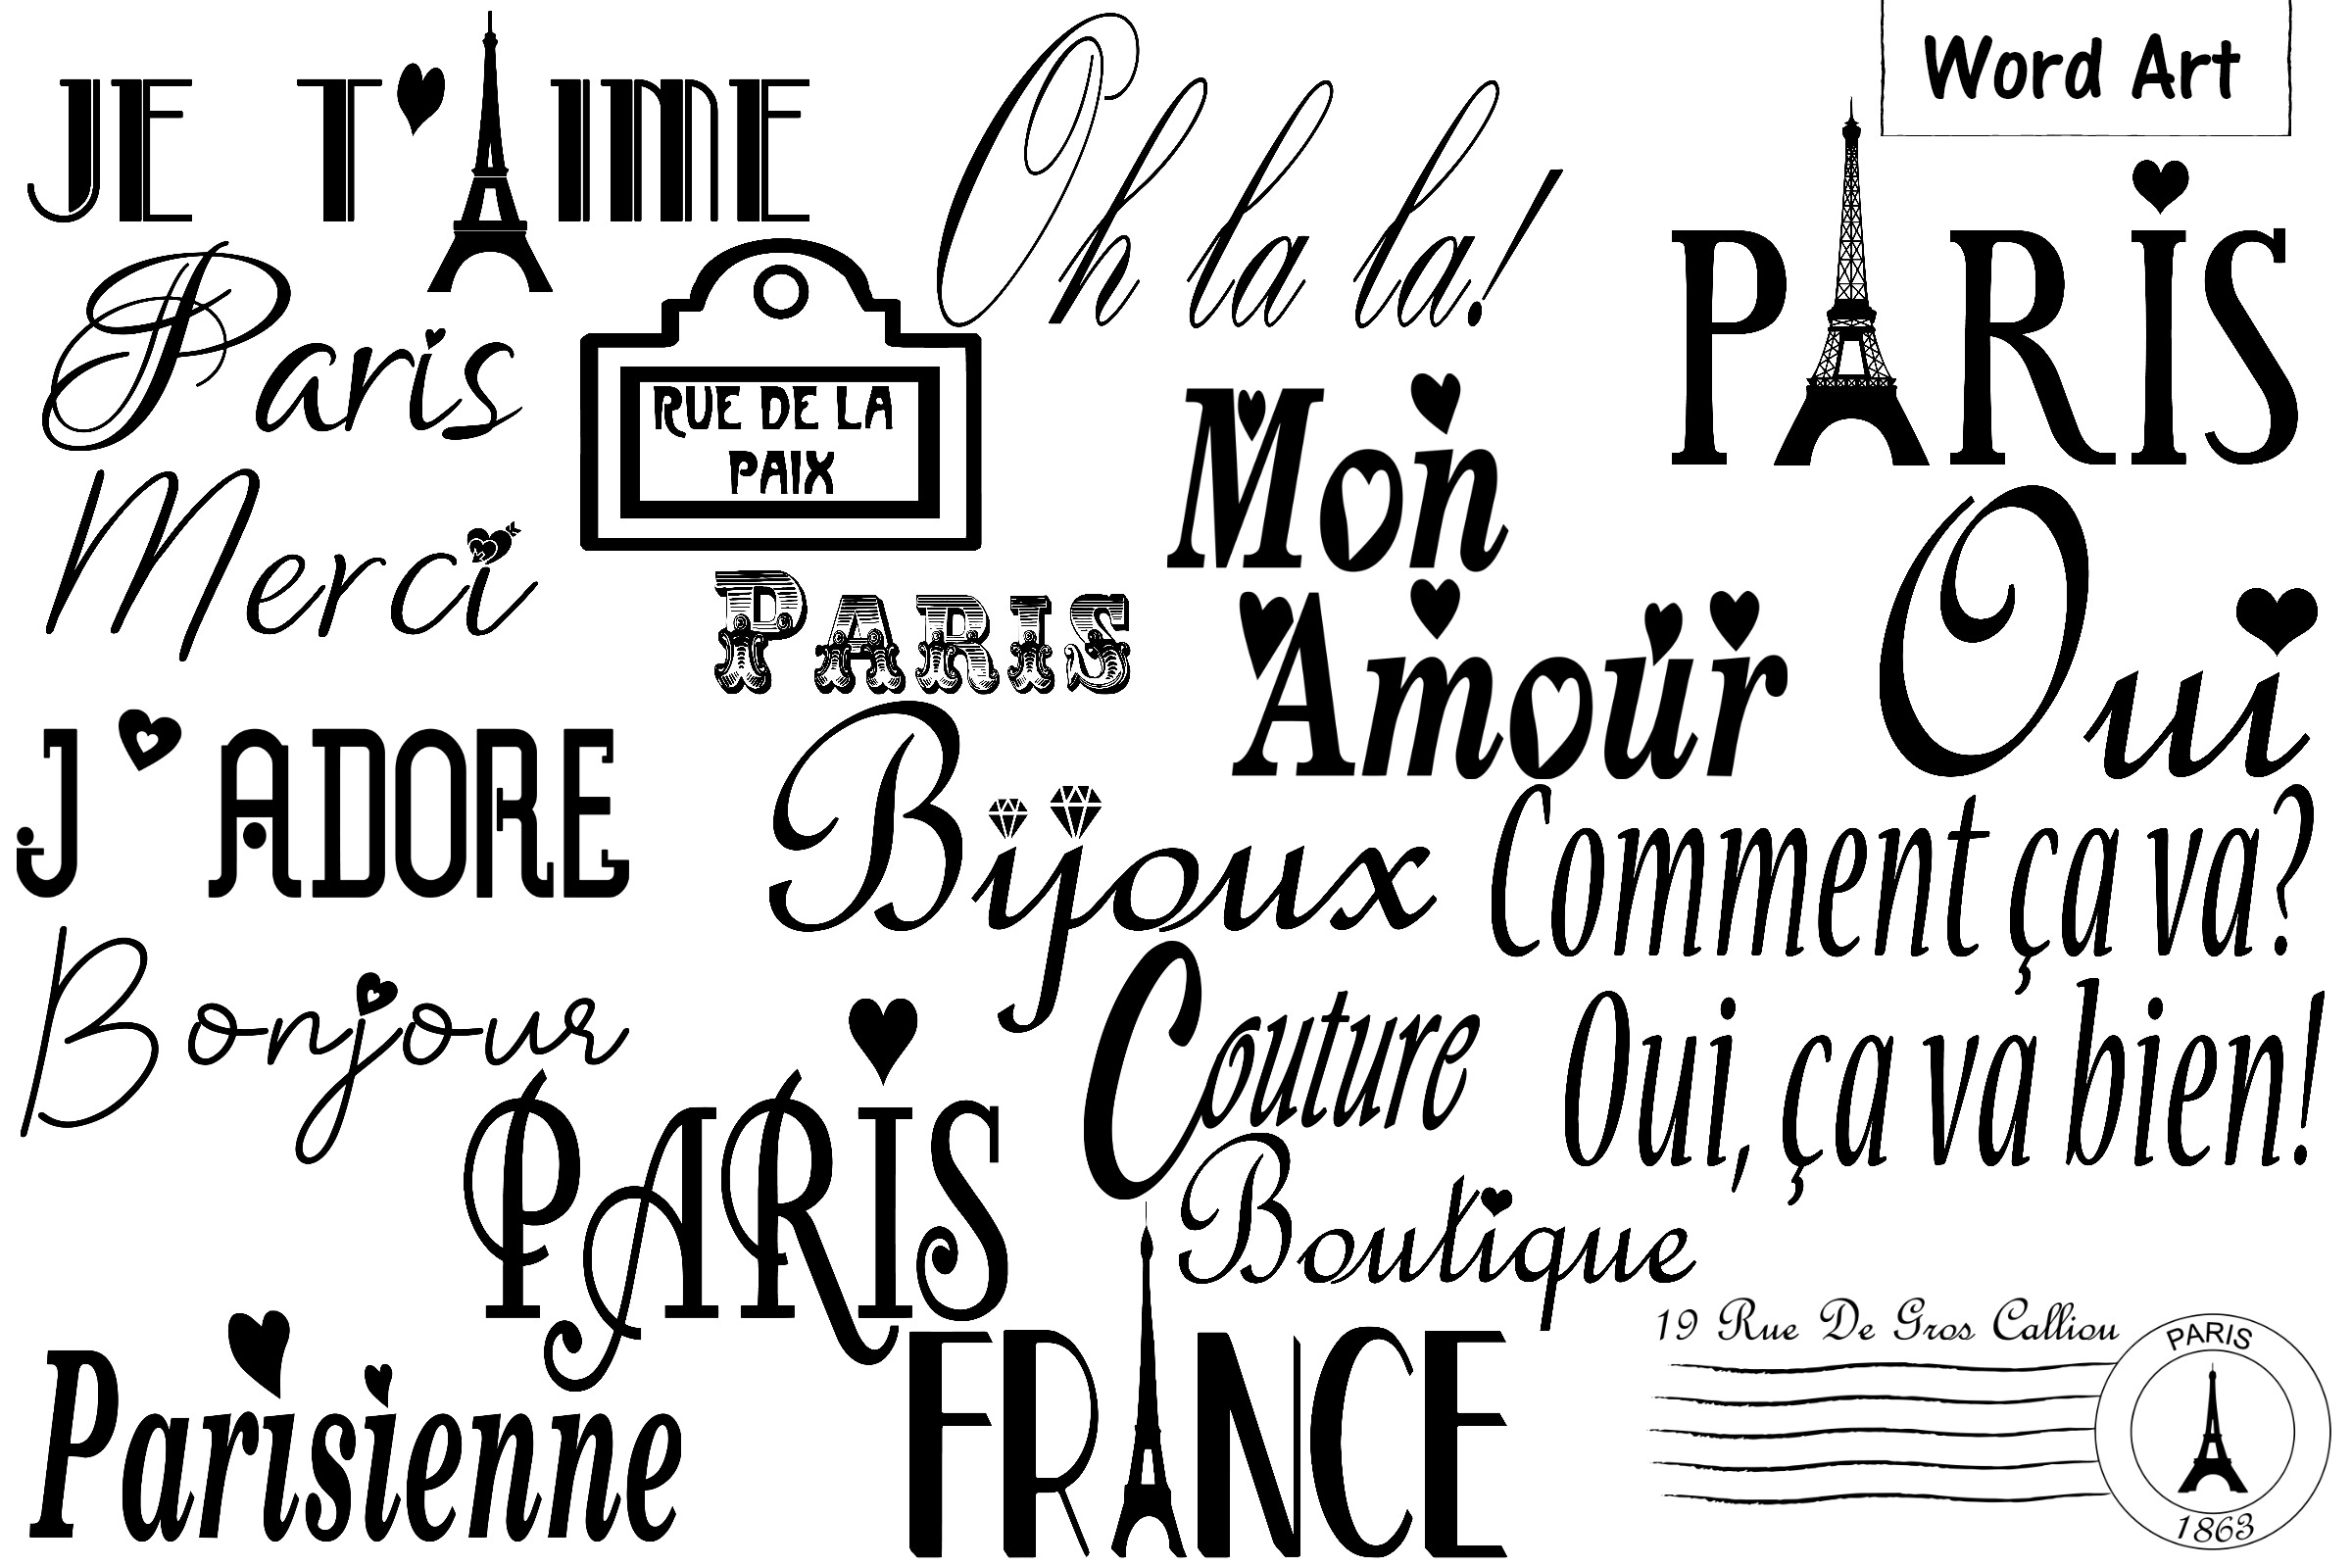 Word Art
JE T'AIME
Oh la la!
PARIS
Paris
RUE DE LA
PAIX
Mon
Amour
Merci
Oui
PARIS
J'ADORE
Bijoux
Comment ça va?
Bonjour
Couture
Oui, ça va bien!
PARIS
Boutique
19 Rue De Gros Calliou
PARIS
1863
Parisienne
FRANCE